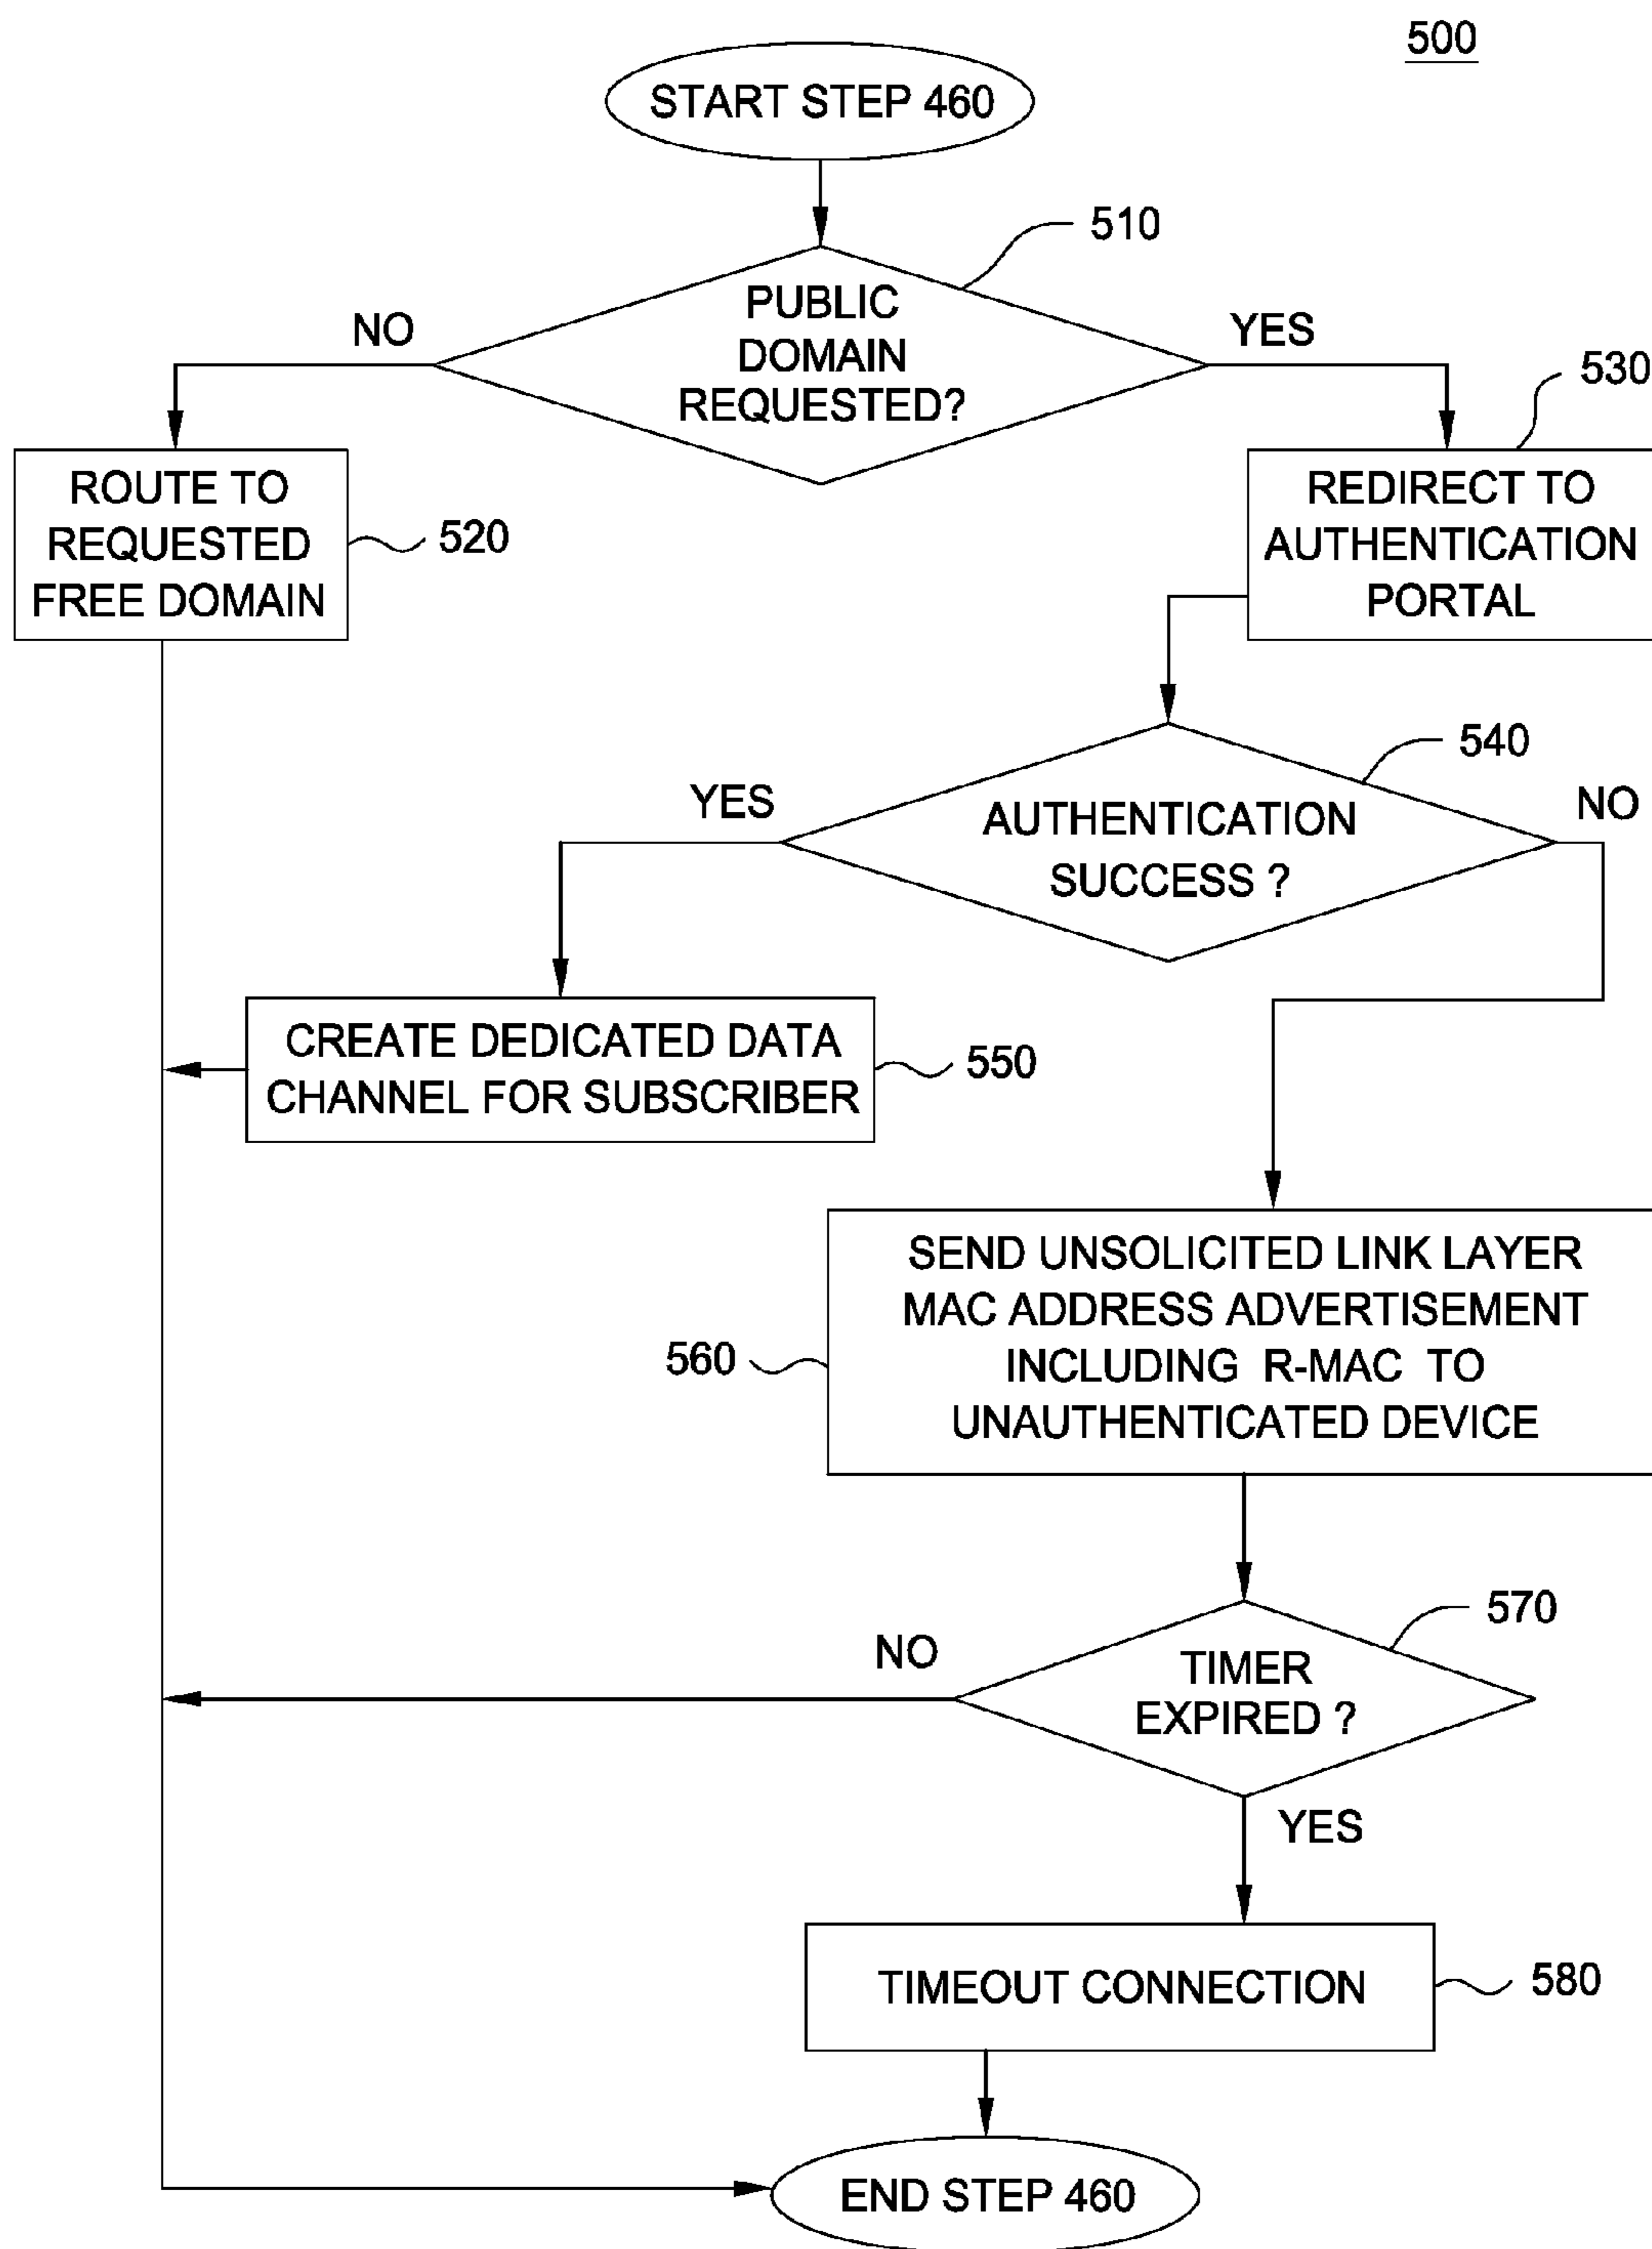 500
START STEP 460
510
PUBLIC
DOMAIN
REQUESTED?
NO
YES
530
ROUTE TO
REQUESTED
FREE DOMAIN
520
REDIRECT TO
AUTHENTICATION
PORTAL
540
YES
AUTHENTICATION
SUCCESS ?
NO
CREATE DEDICATED DATA
CHANNEL FOR SUBSCRIBER
550
SEND UNSOLICITED LINK LAYER
MAC ADDRESS ADVERTISEMENT
INCLUDING R-MAC TO
UNAUTHENTICATED DEVICE
560
570
NO
TIMER
EXPIRED ?
YES
TIMEOUT CONNECTION
580
END STEP 460